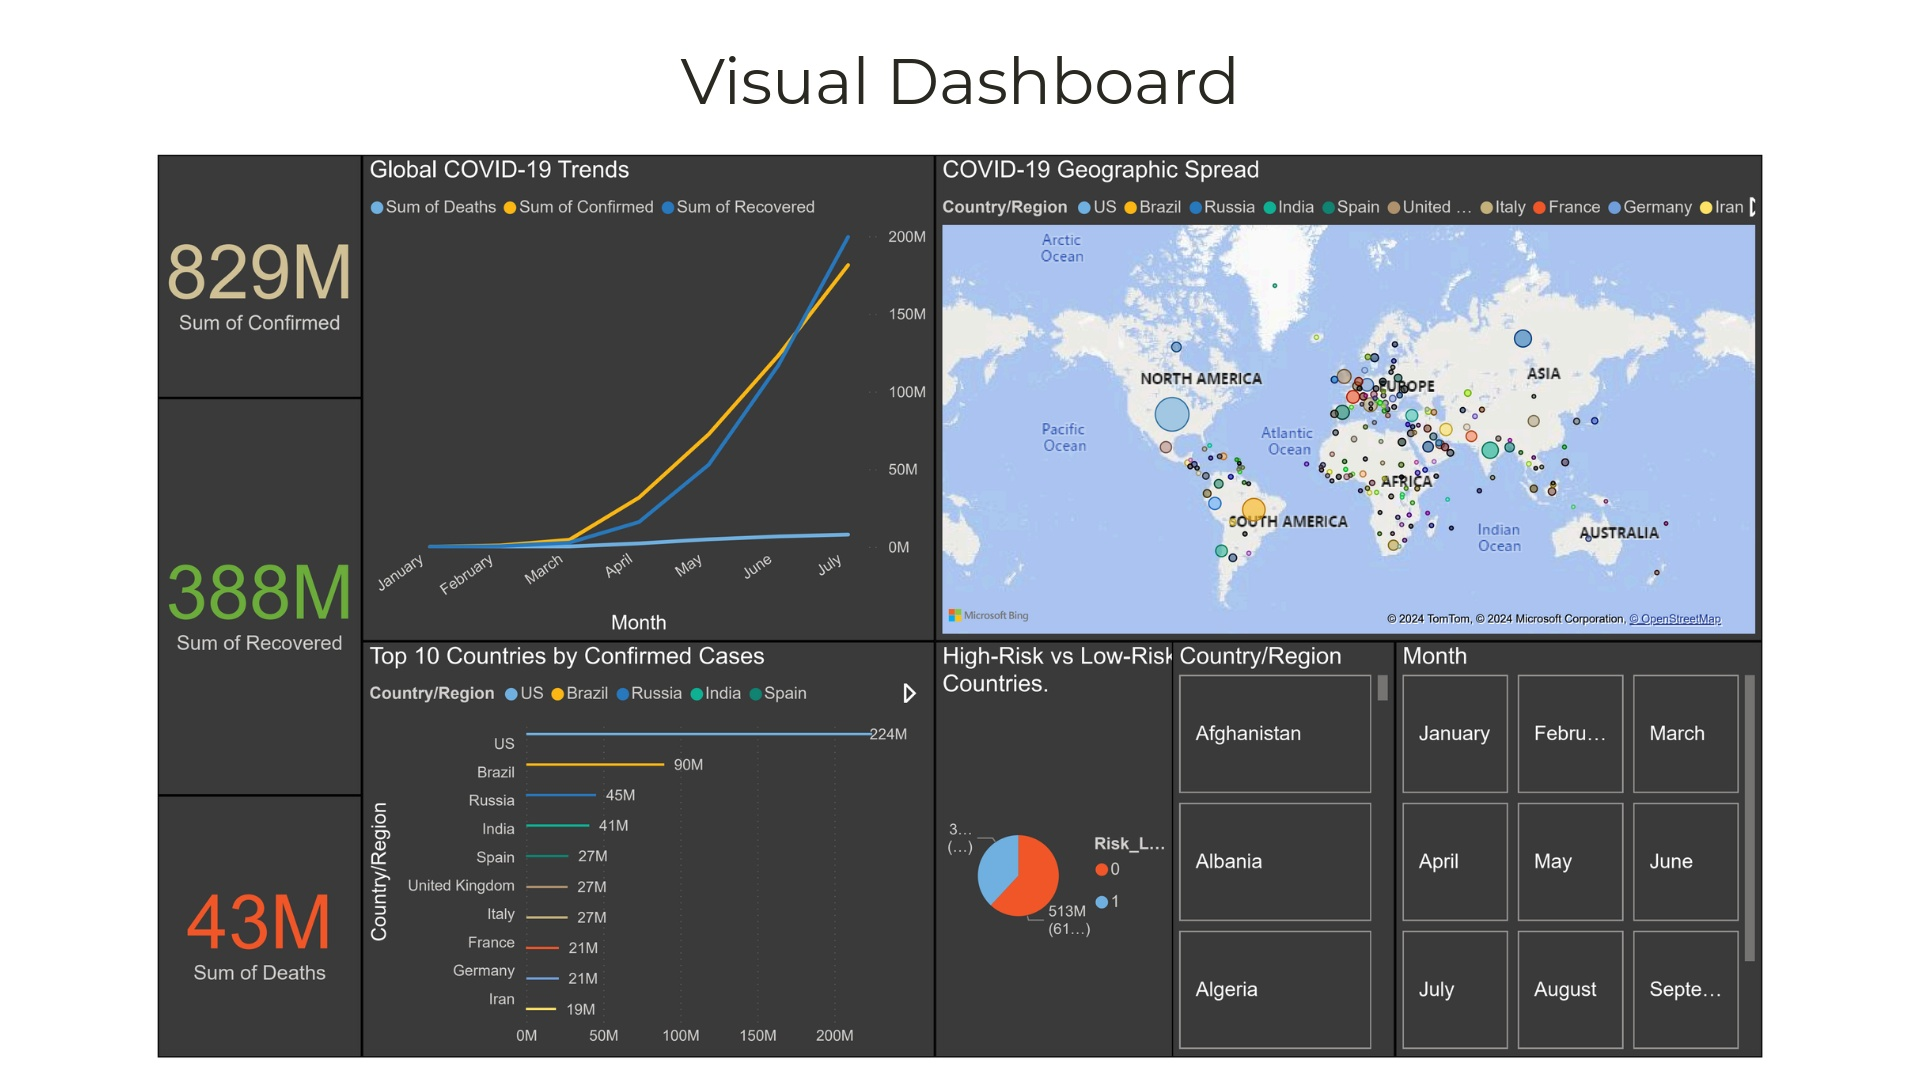 Visual Dashboard
829M
Sum of Confirmed
388M
Sum of Recovered
43M
Sum of Deaths
Global COVID-19 Trends
Sum of Deaths Sum of Confirmed Sum of Recovered
200M
150M
100M
50M
0M
January February March April May June July
Month
COVID-19 Geographic Spread
Country/Region US Brazil Russia India Spain United ... Italy France Germany Iran
Arctic
Ocean
NORTH AMERICA
EUROPE
ASIA
Pacific
Ocean
Atlantic
Ocean
AFRICA
SOUTH AMERICA
Indian
Ocean
AUSTRALIA
Microsoft Bing
© 2024 TomTom, © 2024 Microsoft Corporation, © OpenStreetMap
Top 10 Countries by Confirmed Cases
Country/Region US Brazil Russia India Spain
Country/Region
US 224M
Brazil 90M
Russia 45M
India 41M
Spain 27M
United Kingdom 27M
Italy 27M
France 21M
Germany 21M
Iran 19M
0M 50M 100M 150M 200M
High-Risk vs Low-Risk
Countries.
3...
(...)
513M
(61...)
Risk_L...
0
1
Country/Region
Afghanistan
Albania
Algeria
Month
January Febru... March
April May June
July August Septe...